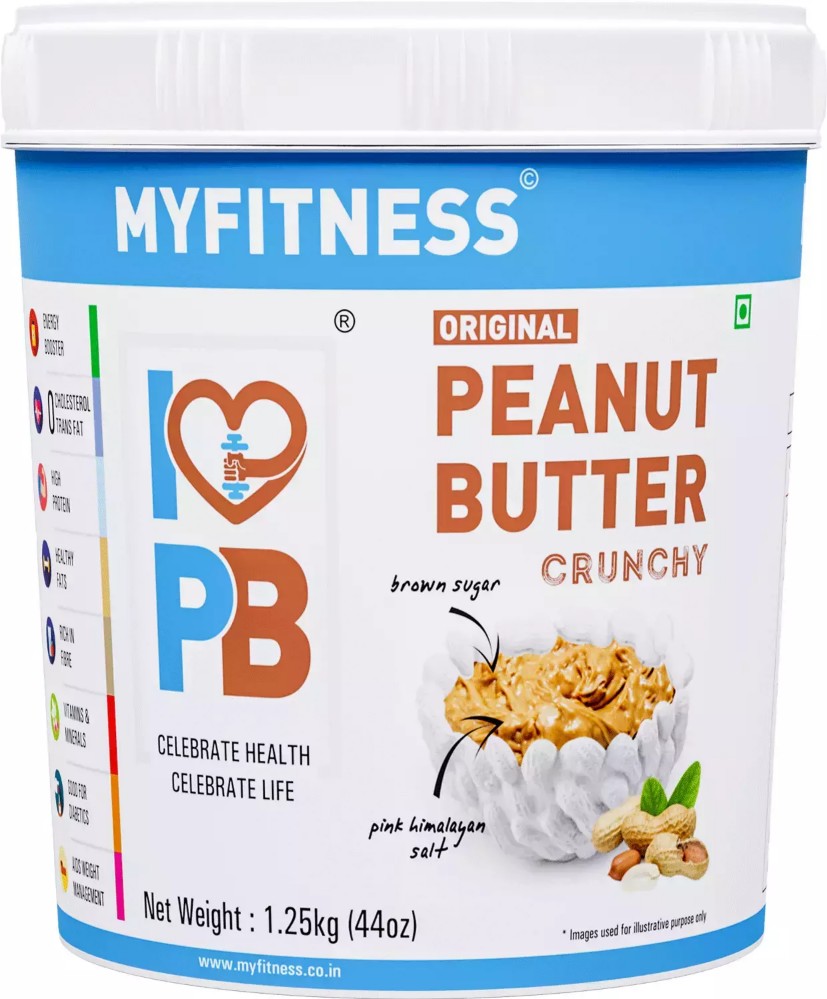 MYFITNESS©
®
ORIGINAL
PEANUT
BUTTER
CRUNCHY
I
PB
CELEBRATE HEALTH
CELEBRATE LIFE
ENERGY
BOOSTER
0 CHOLESTEROL
TRANS FAT
HIGH
PROTEIN
HEALTHY
FATS
RICH IN
FIBRE
VITAMINS &
MINERALS
GOOD FOR
DIABETICS
AIDS WEIGHT
MANAGEMENT
brown sugar
pink himalayan
salt
Net Weight : 1.25kg (44oz)
* Images used for illustrative purpose only
www.myfitness.co.in